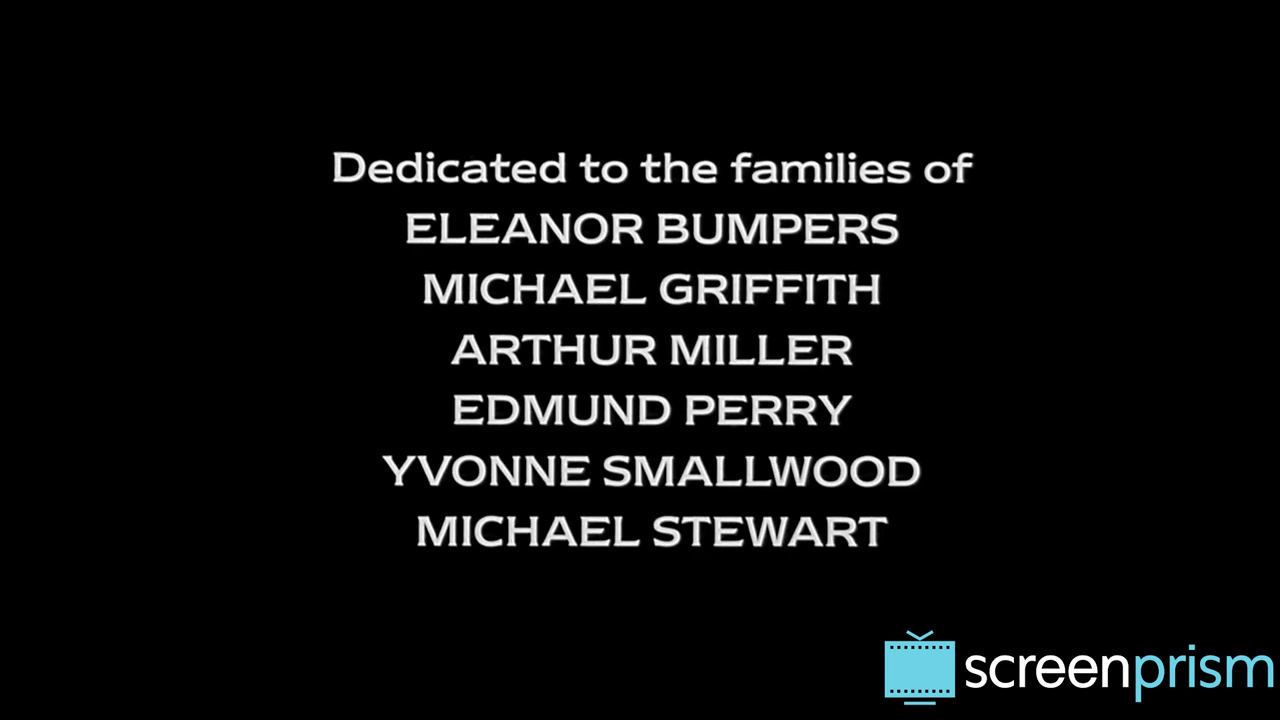 Dedicated to the families of
ELEANOR BUMPERS
MICHAEL GRIFFITH
ARTHUR MILLER
EDMUND PERRY
YVONNE SMALLWOOD
MICHAEL STEWART
screenprism